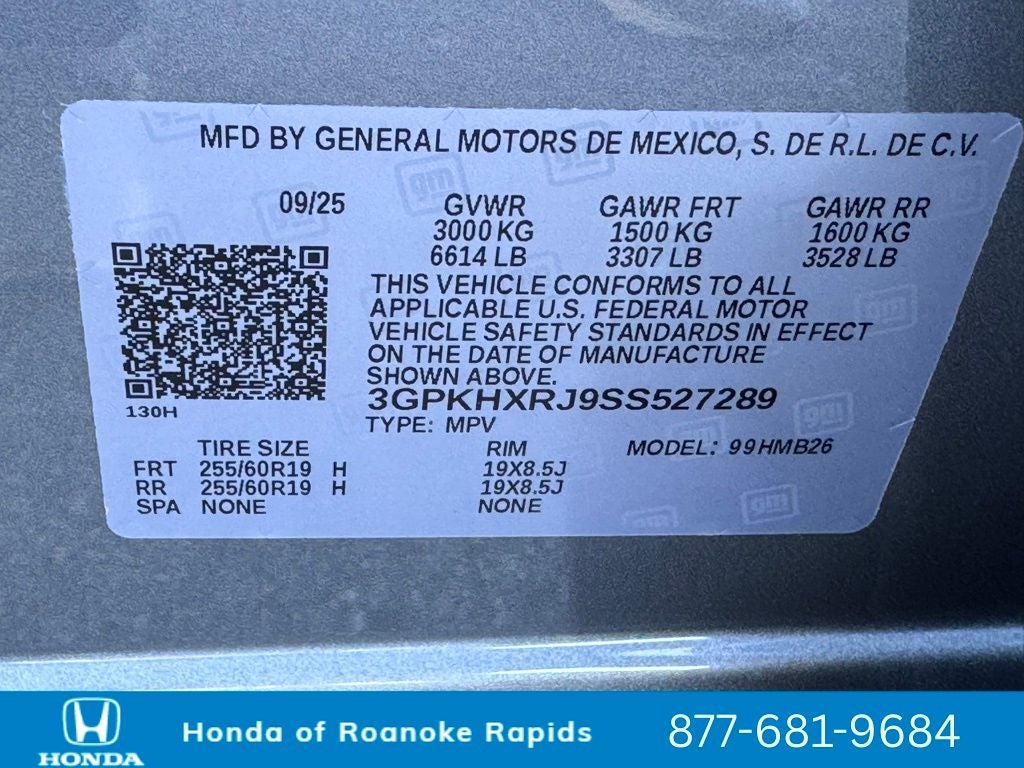 MFD BY GENERAL MOTORS DE MEXICO, S. DE R.L. DE C.V.
09/25 GVWR GAWR FRT GAWR RR
3000 KG 1500 KG 1600 KG
6614 LB 3307 LB 3528 LB
THIS VEHICLE CONFORMS TO ALL
APPLICABLE U.S. FEDERAL MOTOR
VEHICLE SAFETY STANDARDS IN EFFECT
ON THE DATE OF MANUFACTURE
SHOWN ABOVE.
3GPKHXRJ9SS527289
130H
TYPE: MPV
TIRE SIZE RIM MODEL: 99HMB26
FRT 255/60R19 H 19X8.5J
RR 255/60R19 H 19X8.5J
SPA NONE NONE
gm
HONDA
Honda of Roanoke Rapids
877-681-9684